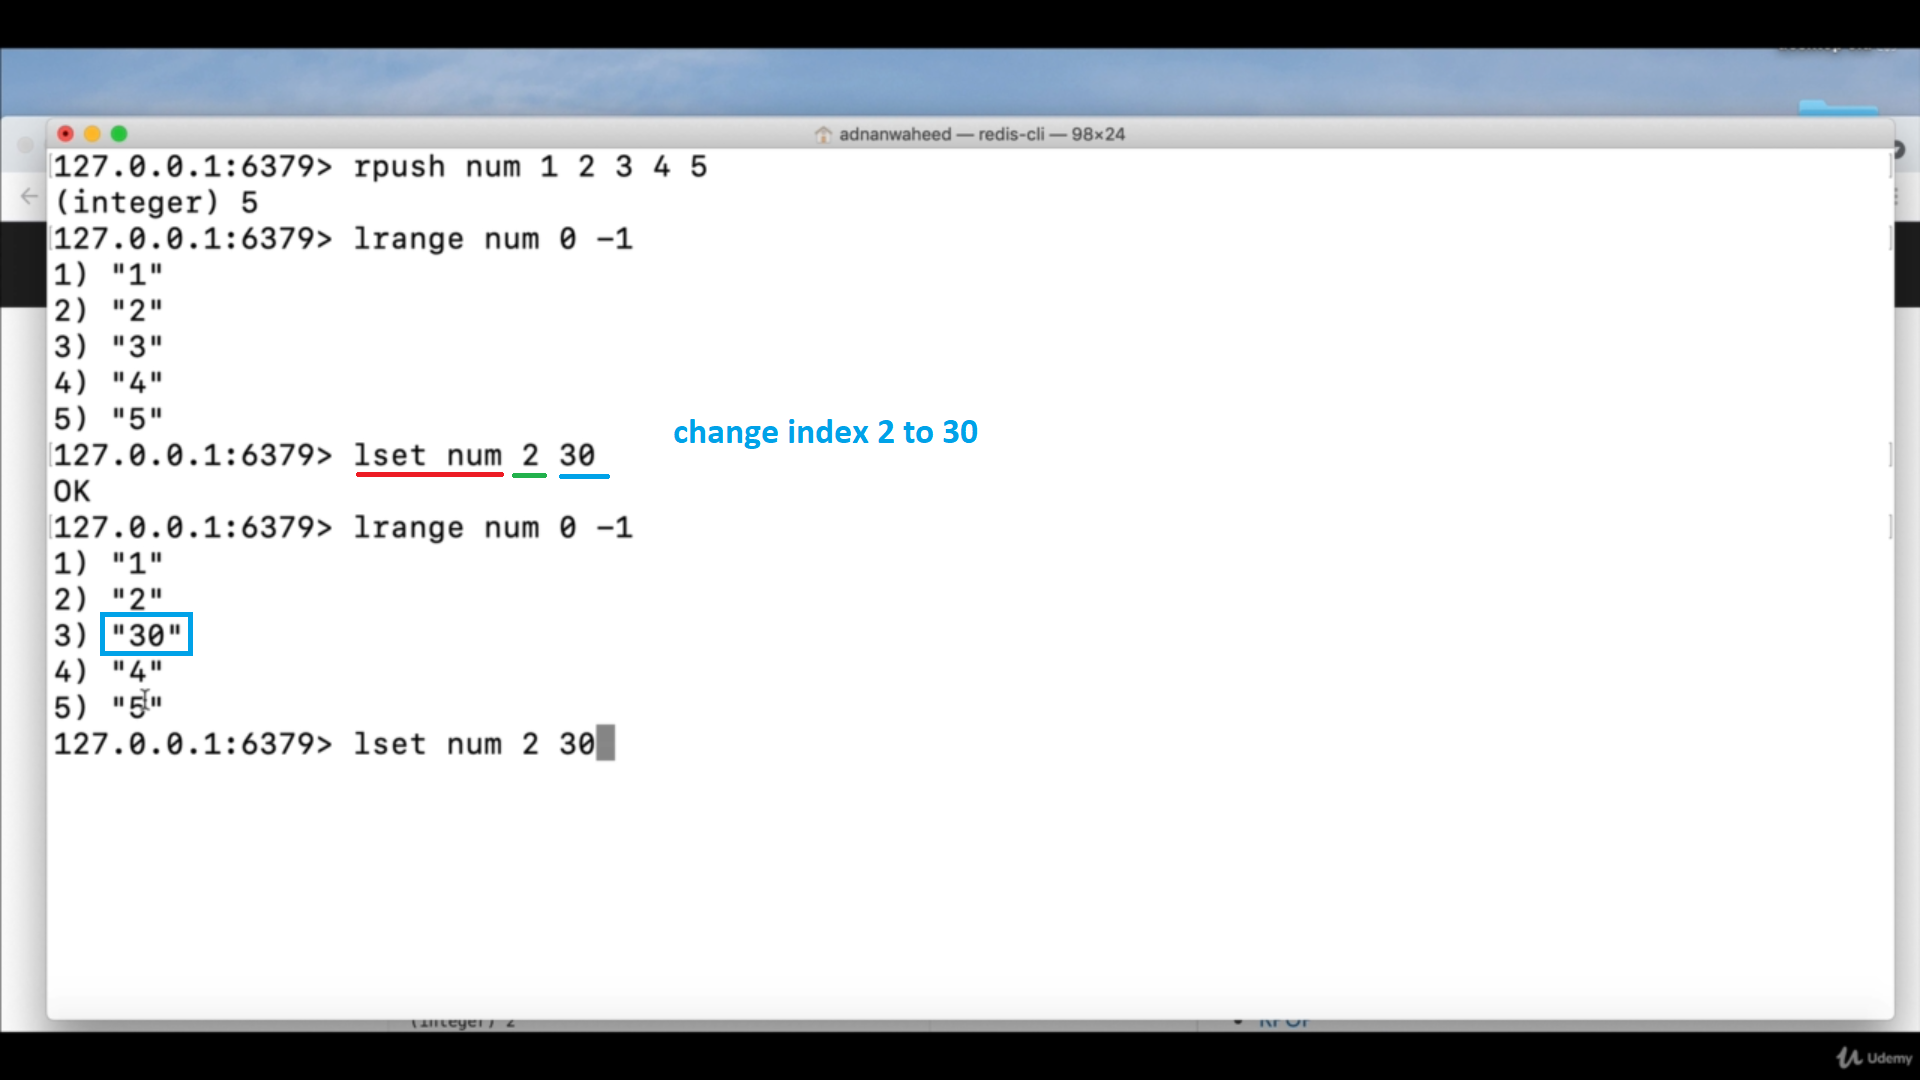 adnanwaheed — redis-cli — 98×24
127.0.0.1:6379> rpush num 1 2 3 4 5
(integer) 5
127.0.0.1:6379> lrange num 0 -1
1) "1"
2) "2"
3) "3"
4) "4"
5) "5"
change index 2 to 30
127.0.0.1:6379> lset num 2 30
OK
127.0.0.1:6379> lrange num 0 -1
1) "1"
2) "2"
3) "30"
4) "4"
5) "5"
127.0.0.1:6379> lset num 2 30
(integer) 2
RPOP
Udemy